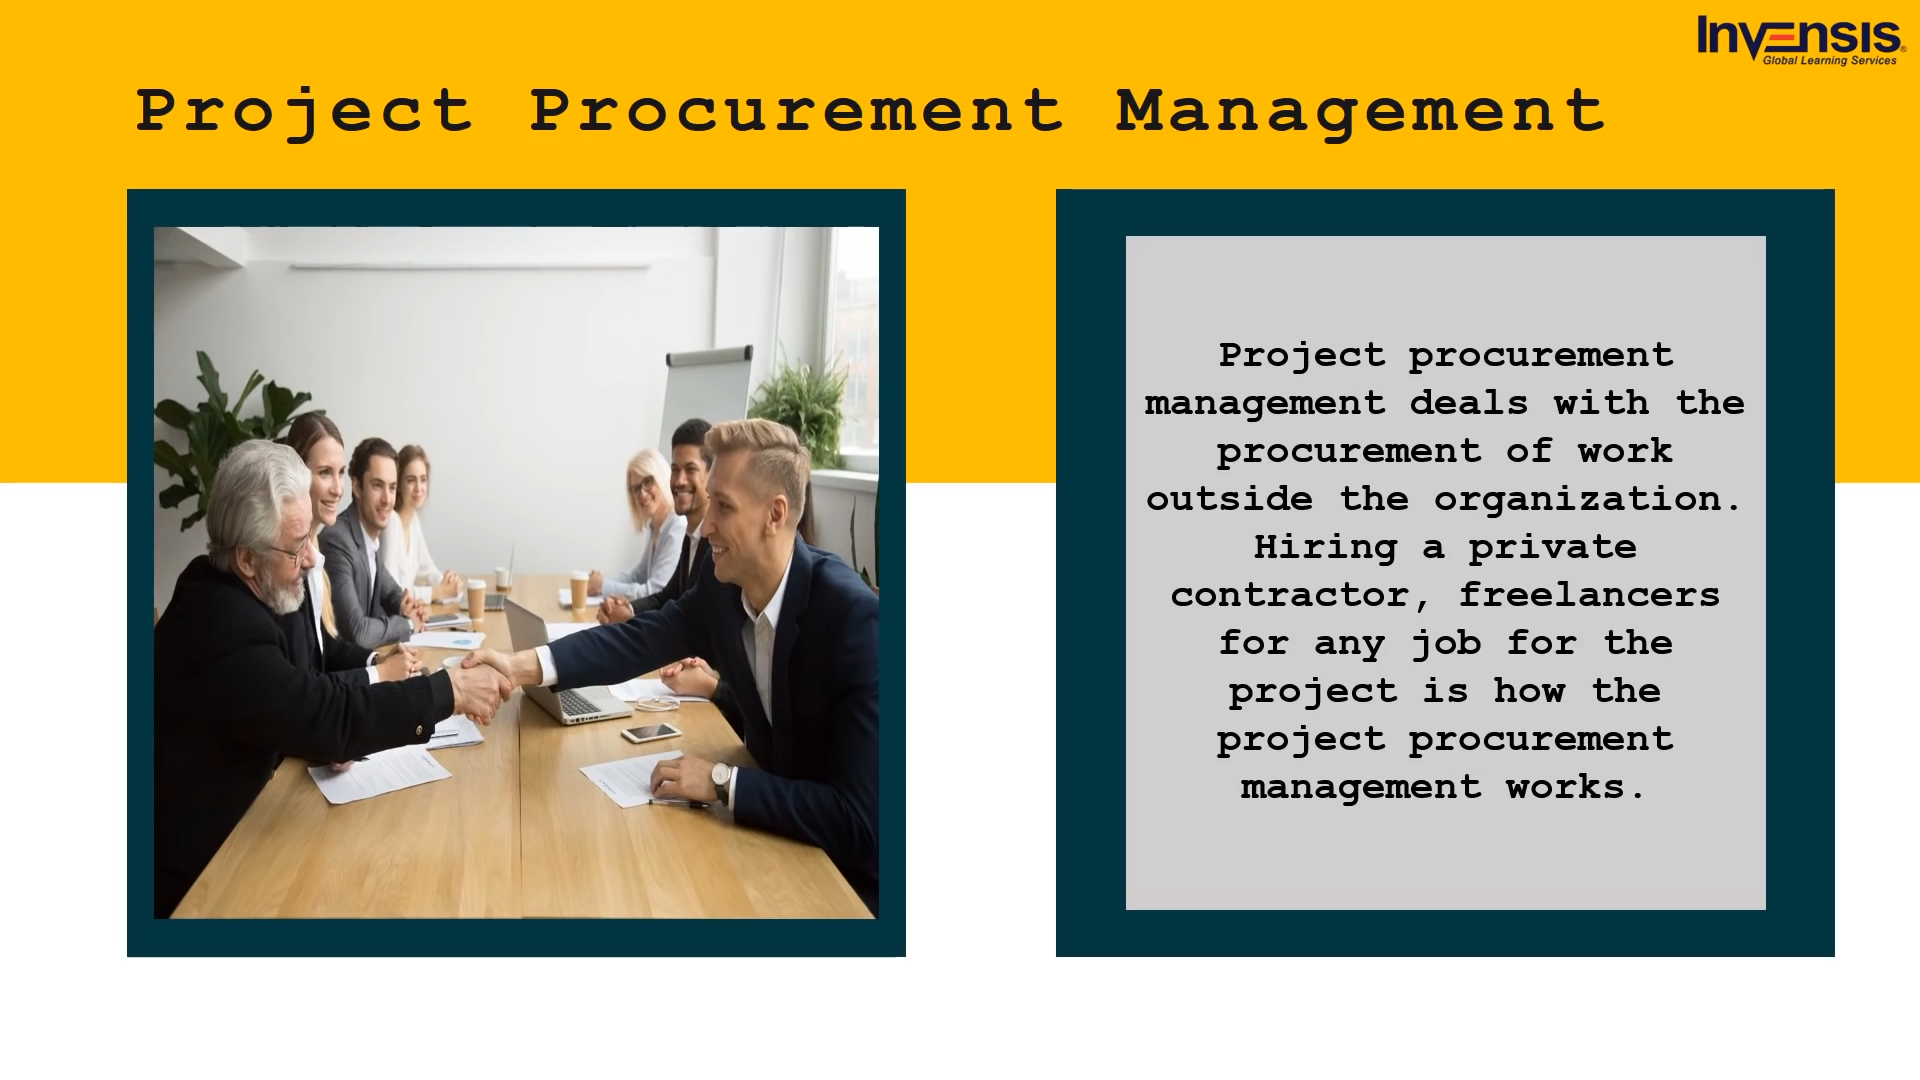 Invensis®
Global Learning Services
Project Procurement Management
Project procurement
management deals with the
procurement of work
outside the organization.
Hiring a private
contractor, freelancers
for any job for the
project is how the
project procurement
management works.